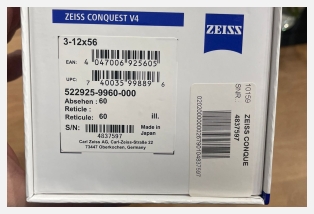 ZEISS CONQUEST V4
ZEISS
3-12x56
EAN: 4 047006 925605
UPC: 7 40035 99889 6
522925-9960-000
Absehen : 60
Reticle :
Reticule: 60 ill.
S/N: Made in
Japan
4837597
Carl Zeiss AG, Carl-Zeiss-Straße 22
73447 Oberkochen, Germany
10159
SNR.:
ZEISS CONQUE
4837597